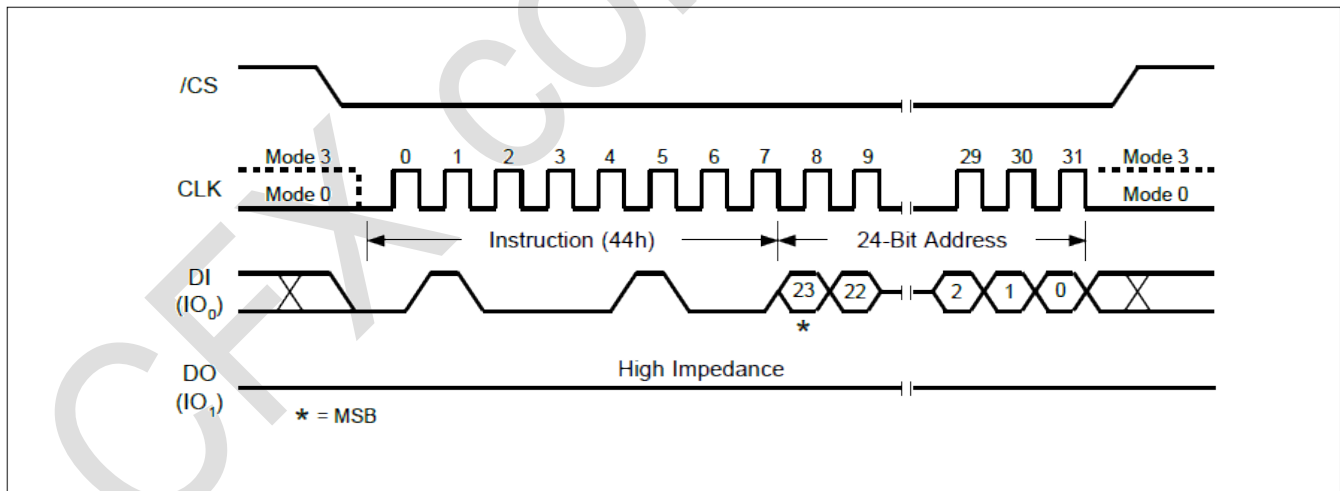 CFX con
/CS
Mode 3 0 1 2 3 4 5 6 7 8 9 29 30 31 Mode 3
CLK Mode 0 Mode 0
Instruction (44h) 24-Bit Address
DI
(IO0) 23 22 2 1 0
*
DO High Impedance
(IO1)
* = MSB